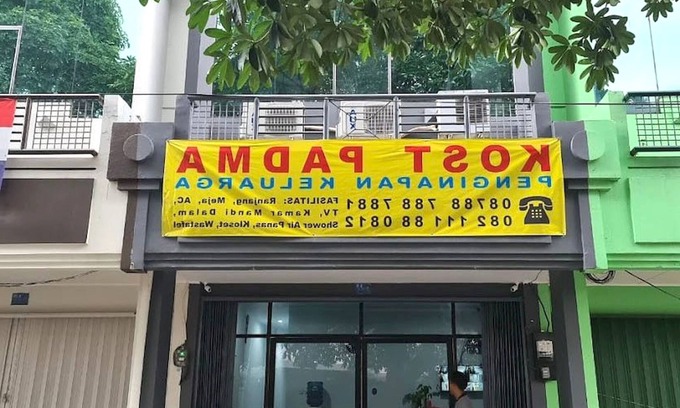 KOST PADMA
PENGINAPAN KELUARGA
08788 788 7881
082 111 88 0812
FASILITAS: Ranjang, Meja, AC,
TV, Kamar Mandi Dalam,
Shower Air Panas, Kloset, Wastafel